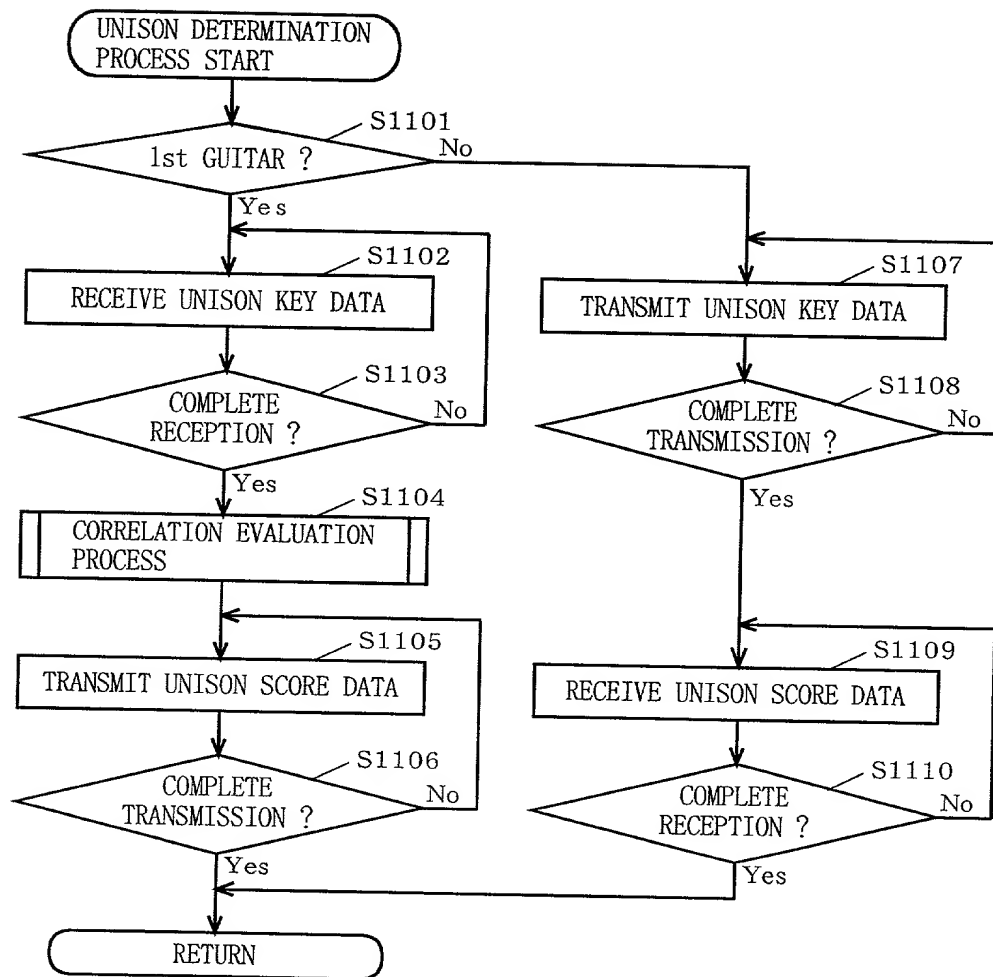 UNISON DETERMINATION
PROCESS START
S1101
1st GUITAR ?
No
Yes
S1102
RECEIVE UNISON KEY DATA
S1103
COMPLETE
RECEPTION ?
No
Yes
S1104
CORRELATION EVALUATION
PROCESS
S1105
TRANSMIT UNISON SCORE DATA
S1106
COMPLETE
TRANSMISSION ?
No
Yes
S1107
TRANSMIT UNISON KEY DATA
S1108
COMPLETE
TRANSMISSION ?
No
Yes
S1109
RECEIVE UNISON SCORE DATA
S1110
COMPLETE
RECEPTION ?
No
Yes
RETURN